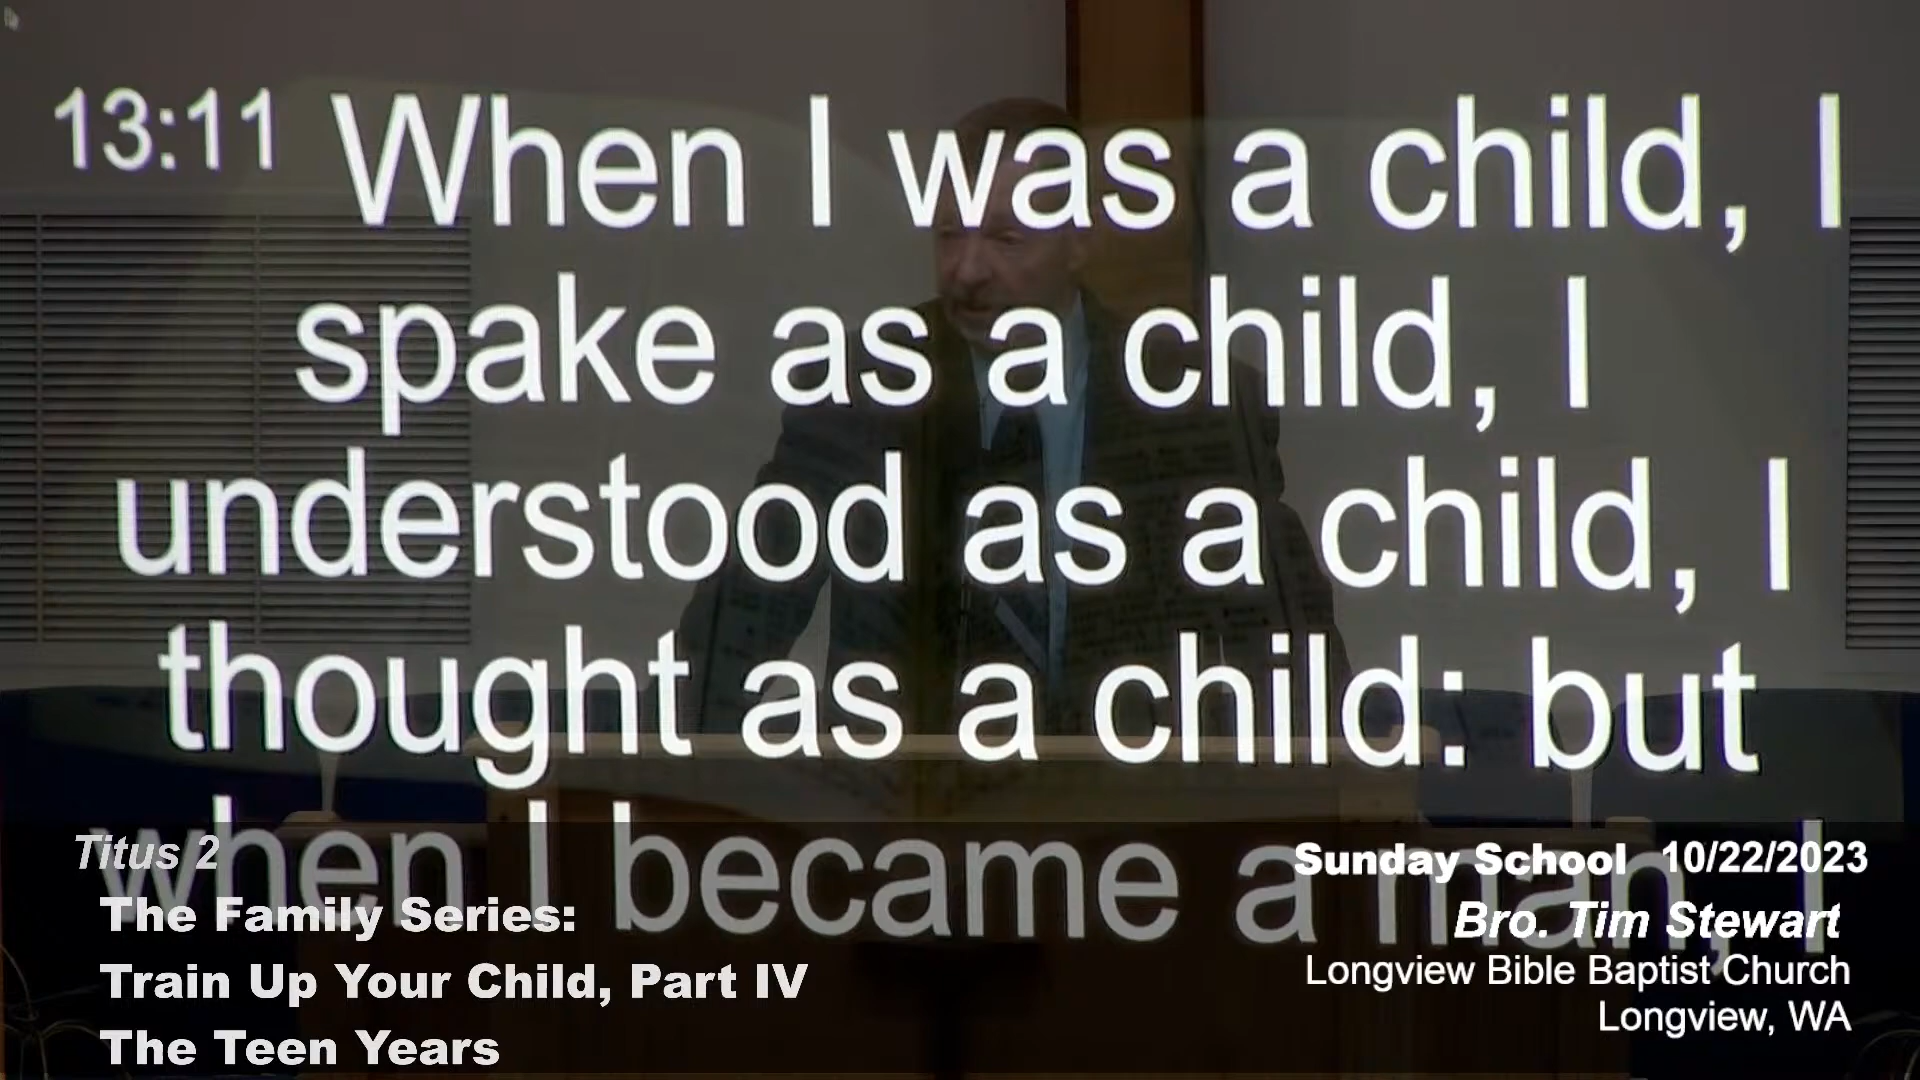 13:11 When I was a child, I
spake as a child, I
understood as a child, I
thought as a child: but
when I became a man, I
Titus 2
The Family Series:
Train Up Your Child, Part IV
The Teen Years
Sunday School 10/22/2023
Bro. Tim Stewart
Longview Bible Baptist Church
Longview, WA